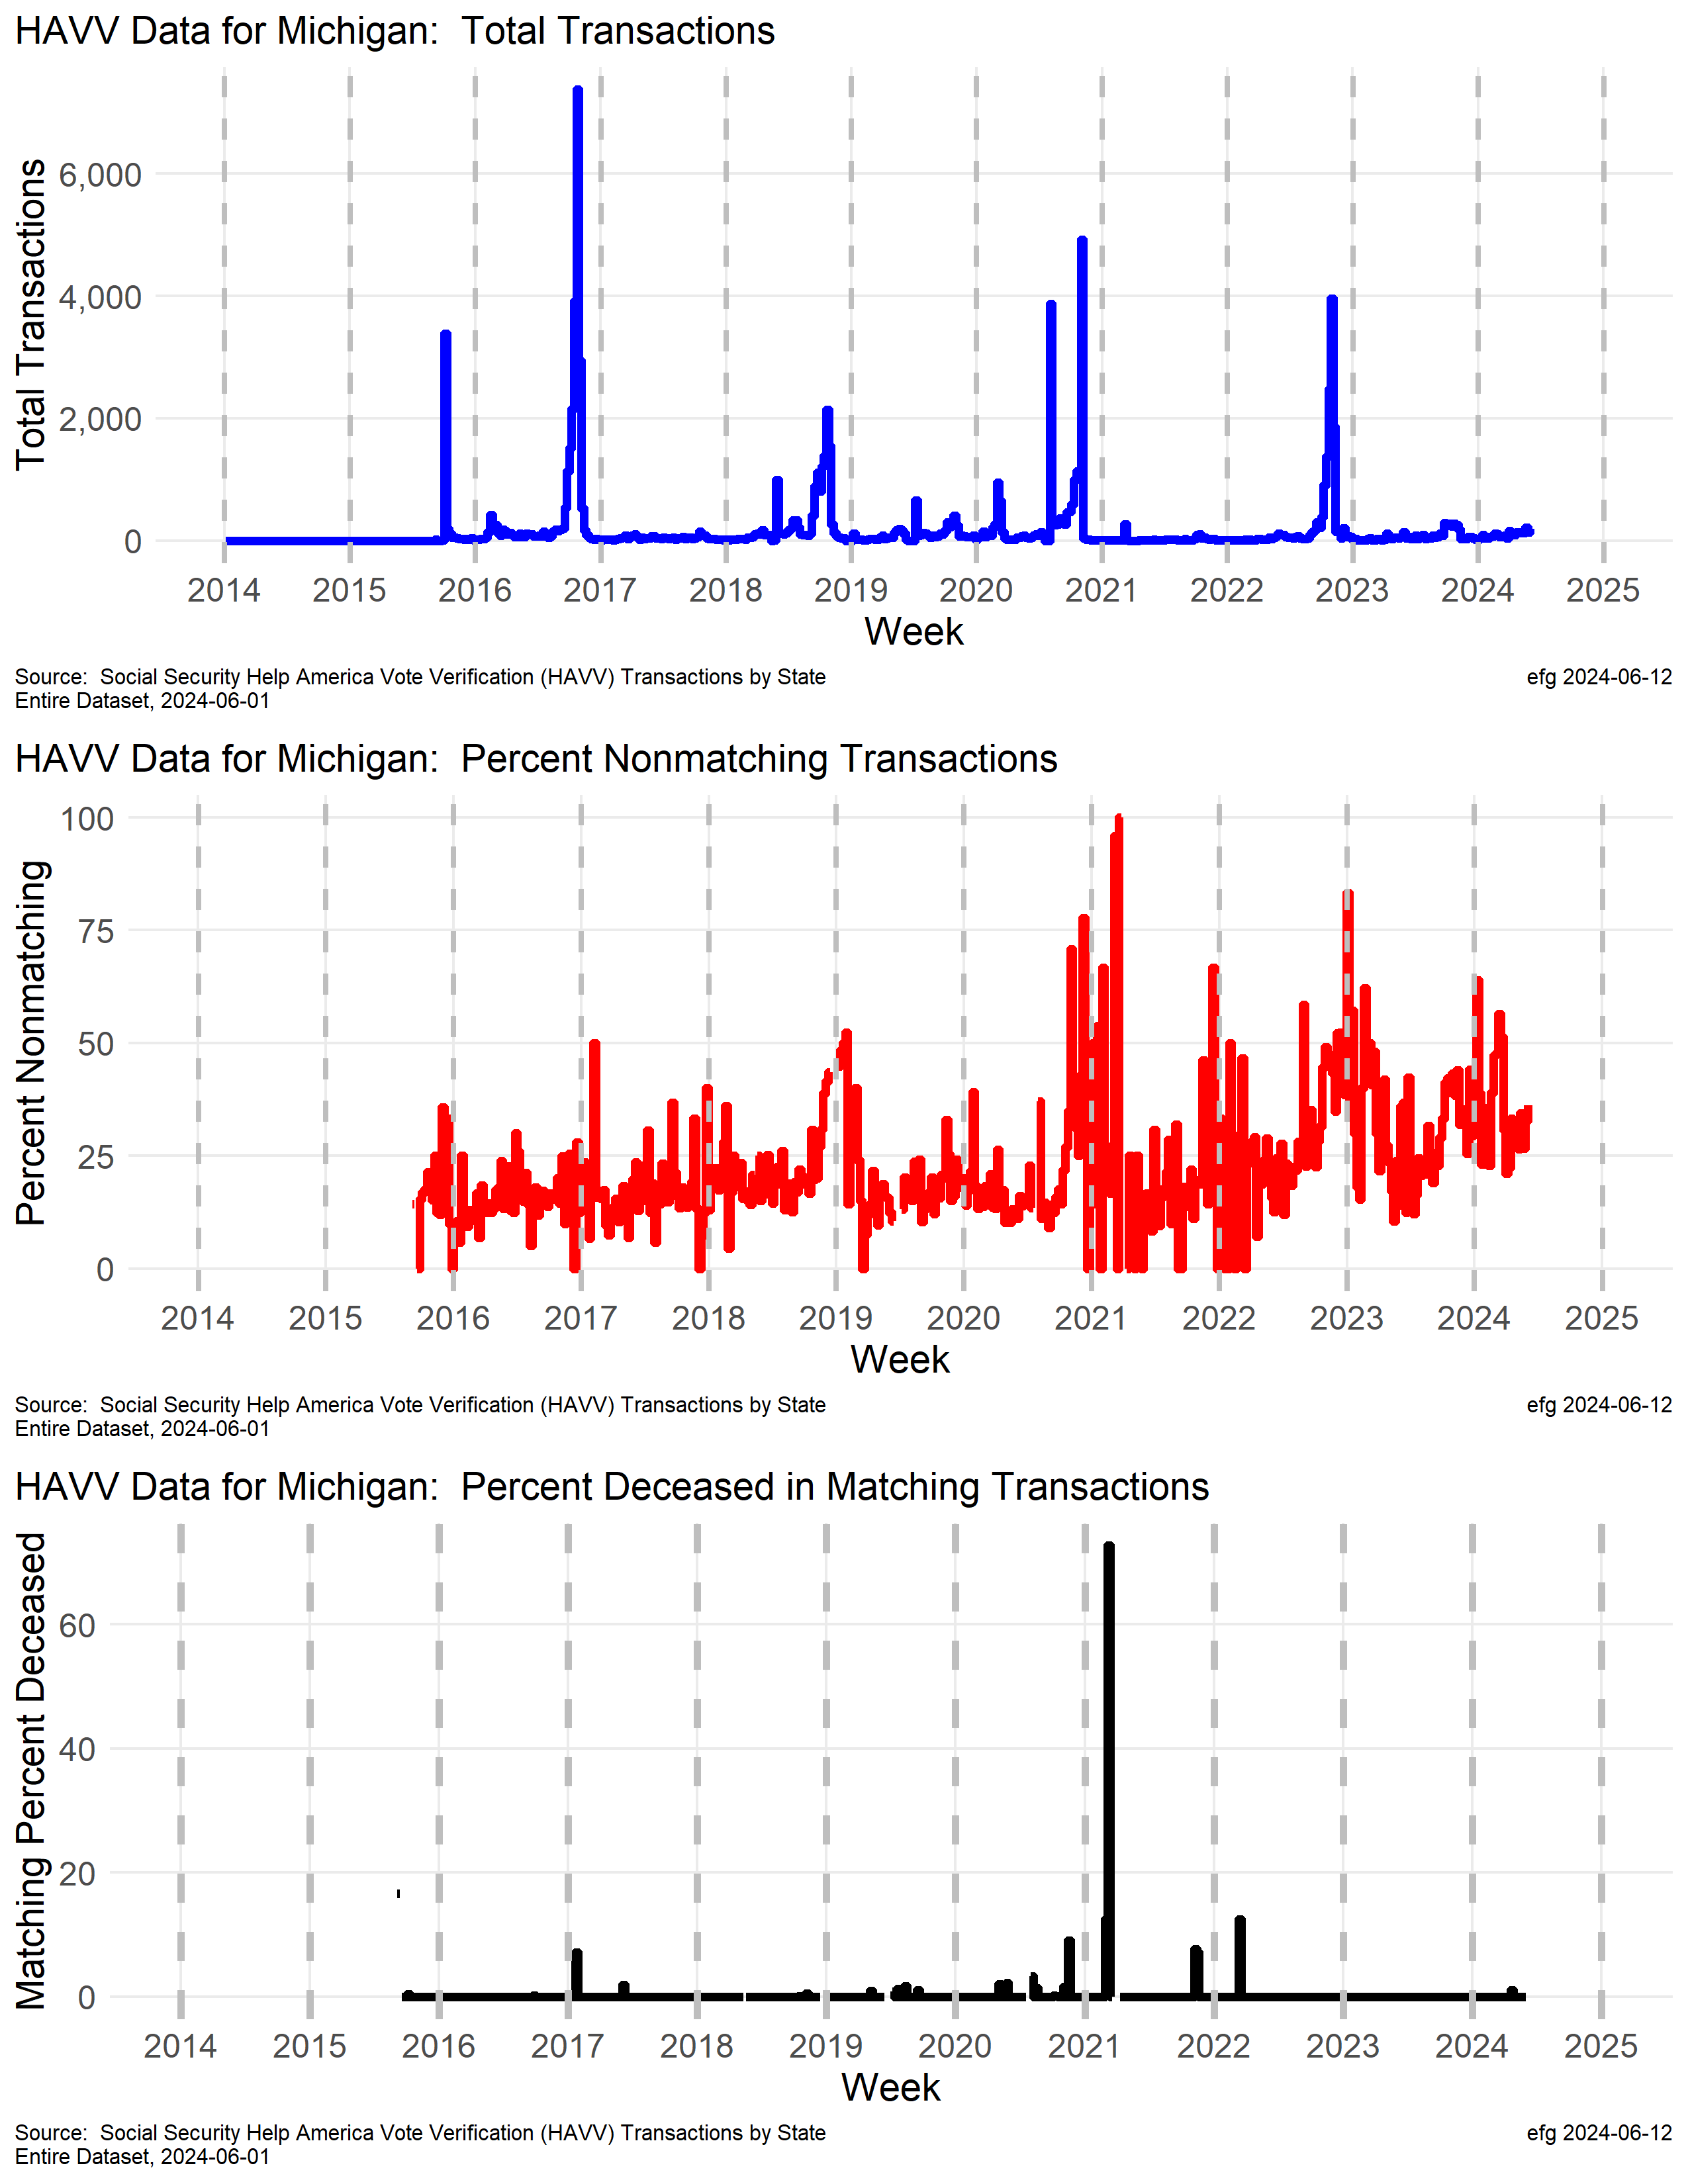 HAVV Data for Michigan:  Total Transactions
Total Transactions
6,000
4,000
2,000
0
2014 2015 2016 2017 2018 2019 2020 2021 2022 2023 2024 2025
Week
Source:  Social Security Help America Vote Verification (HAVV) Transactions by State
Entire Dataset, 2024-06-01
efg 2024-06-12
HAVV Data for Michigan:  Percent Nonmatching Transactions
Percent Nonmatching
100
75
50
25
0
2014 2015 2016 2017 2018 2019 2020 2021 2022 2023 2024 2025
Week
Source:  Social Security Help America Vote Verification (HAVV) Transactions by State
Entire Dataset, 2024-06-01
efg 2024-06-12
HAVV Data for Michigan:  Percent Deceased in Matching Transactions
Matching Percent Deceased
60
40
20
0
2014 2015 2016 2017 2018 2019 2020 2021 2022 2023 2024 2025
Week
Source:  Social Security Help America Vote Verification (HAVV) Transactions by State
Entire Dataset, 2024-06-01
efg 2024-06-12